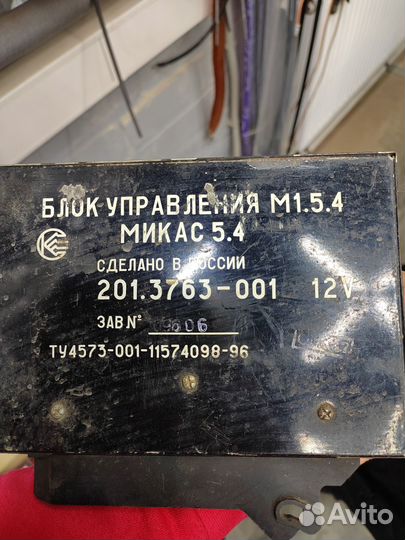 БЛОК УПРАВЛЕНИЯ М1.5.4
МИКАС 5.4
СДЕЛАНО В РОССИИ
201.3763-001 12V
ЗАВ №
ТУ4573-001-11574098-96
Avito